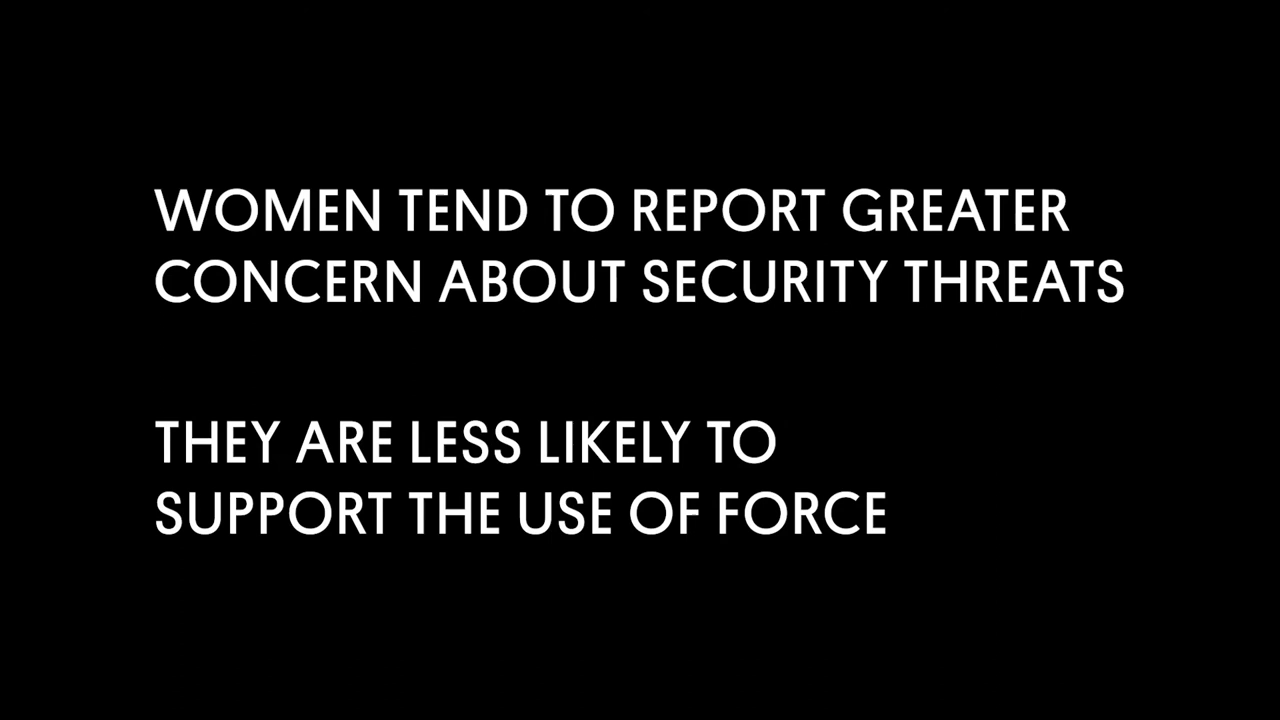 WOMEN TEND TO REPORT GREATER
CONCERN ABOUT SECURITY THREATS
THEY ARE LESS LIKELY TO
SUPPORT THE USE OF FORCE